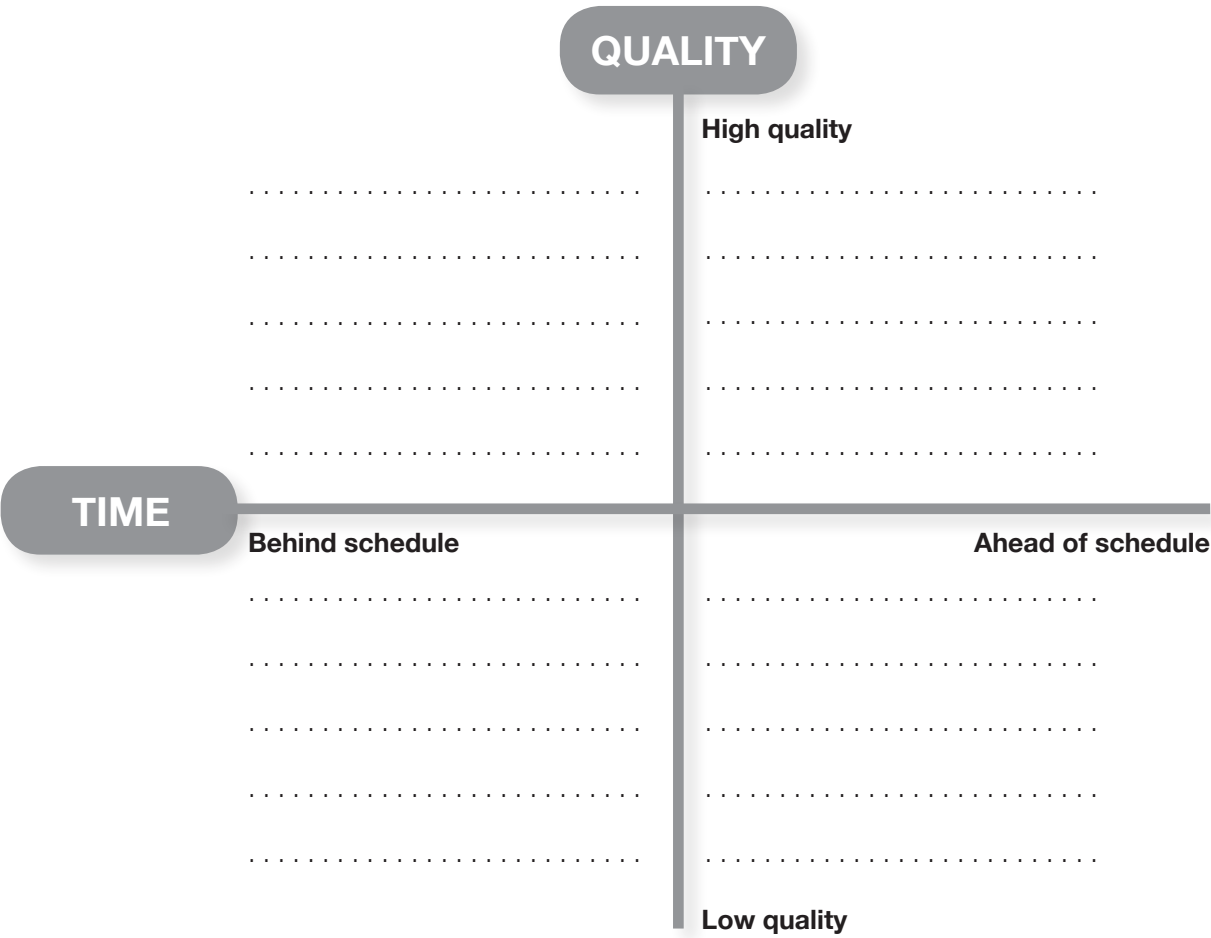 QUALITY
High quality
TIME
Behind schedule
Ahead of schedule
Low quality